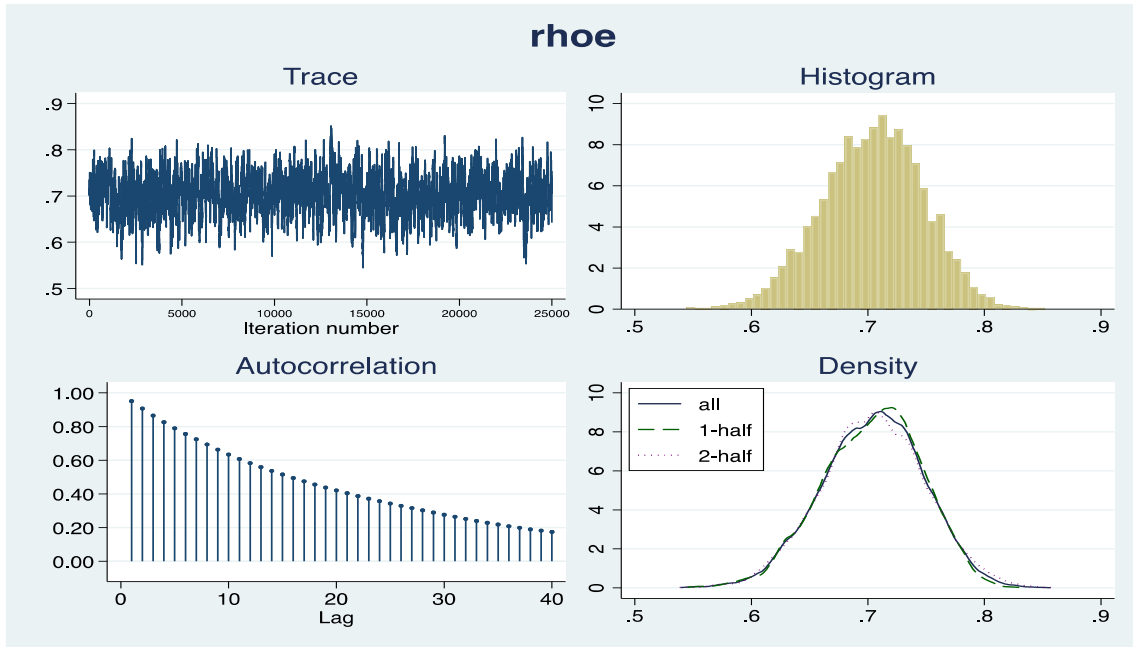 rhoe
Trace
.9
.8
.7
.6
.5
0 5000 10000 15000 20000 25000
Iteration number
Histogram
10
8
6
4
2
0
.5 .6 .7 .8 .9
Autocorrelation
1.00
0.80
0.60
0.40
0.20
0.00
0 10 20 30 40
Lag
Density
all
1-half
2-half
10
8
6
4
2
0
.5 .6 .7 .8 .9